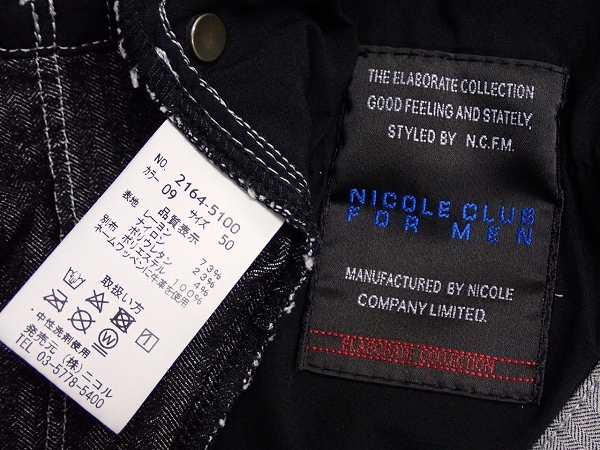 NO. 2164-5100
カラー 09 サイズ 50
品質表示
表地 レーヨン 73%
ナイロン 23%
ポリウレタン 4%
別布 ポリエステル 100%
ネームワッペンに牛革を使用
取扱い方
中性洗剤使用
発売元 (株)ニコル
TEL 03-5778-5400
THE ELABORATE COLLECTION
GOOD FEELING AND STATELY,
STYLED BY N.C.F.M.
NICOLE CLUB
FOR MEN
MANUFACTURED BY NICOLE
COMPANY LIMITED.
ELABORATE COLLECTION